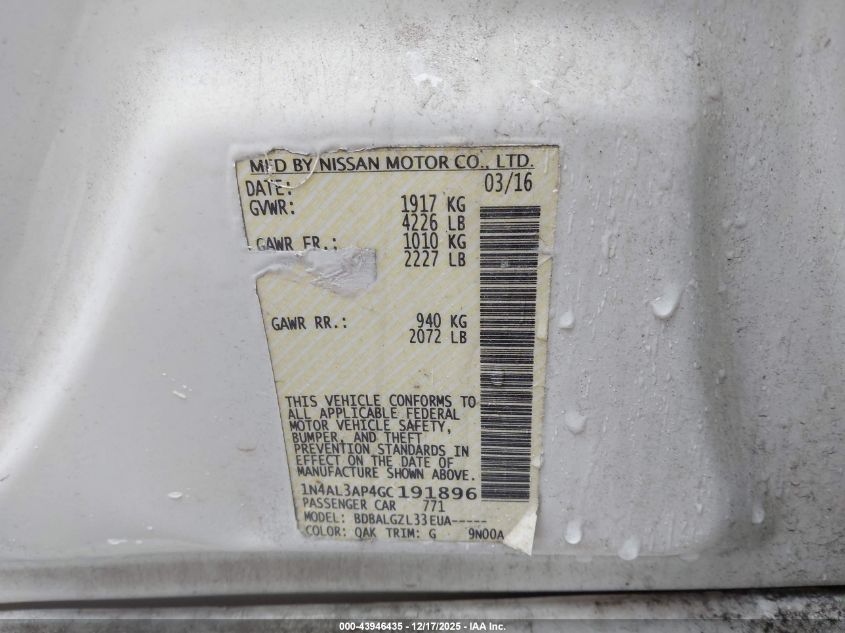 MFD BY NISSAN MOTOR CO., LTD.
DATE: 03/16
GVWR: 1917 KG
4226 LB
GAWR FR.: 1010 KG
2227 LB
GAWR RR.: 940 KG
2072 LB
THIS VEHICLE CONFORMS TO
ALL APPLICABLE FEDERAL
MOTOR VEHICLE SAFETY,
BUMPER, AND THEFT
PREVENTION STANDARDS IN
EFFECT ON THE DATE OF
MANUFACTURE SHOWN ABOVE.
1N4AL3AP4GC191896
PASSENGER CAR 771
MODEL: BDBALGZL33EUA-----
COLOR: QAK TRIM: G 9N00A
000-43946435 - 12/17/2025 - IAA Inc.